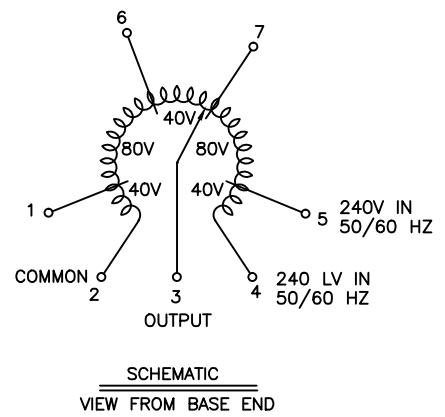 6
7
40V
80V
80V
40V
40V
1
5
240V IN
50/60 HZ
COMMON
2
3
4
240 LV IN
50/60 HZ
OUTPUT
SCHEMATIC
VIEW FROM BASE END